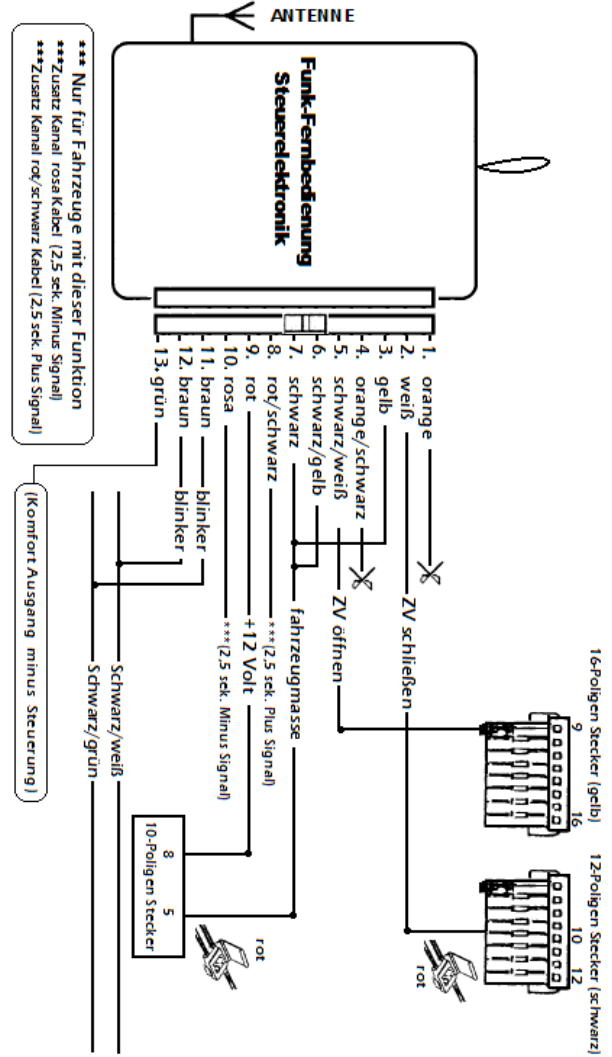 ANTENNE
Funk-Fernbedienung
Steuerelektronik
1. orange
2. weiß
3. gelb
4. orange/schwarz
5. schwarz/weiß
6. schwarz/gelb
7. schwarz
8. rot/schwarz
9. rot
10. rosa
11. braun
12. braun
13. grün
ZV schließen
ZV öffnen
fahrzeugmasse
***(2,5 sek. Plus Signal)
+12 Volt
***(2,5 sek. Minus Signal)
blinker
blinker
Schwarz/weiß
Schwarz/grün
16-Poligen Stecker (gelb)
9
16
12-Poligen Stecker (schwarz)
10
12
rot
rot
8
5
10-Poligen Stecker
(Komfort Ausgang minus Steuerung)
*** Nur für Fahrzeuge mit dieser Funktion
***Zusatz Kanal rosa Kabel (2,5 sek. Minus Signal)
***Zusatz Kanal rot/schwarz Kabel (2,5 sek. Plus Signal)